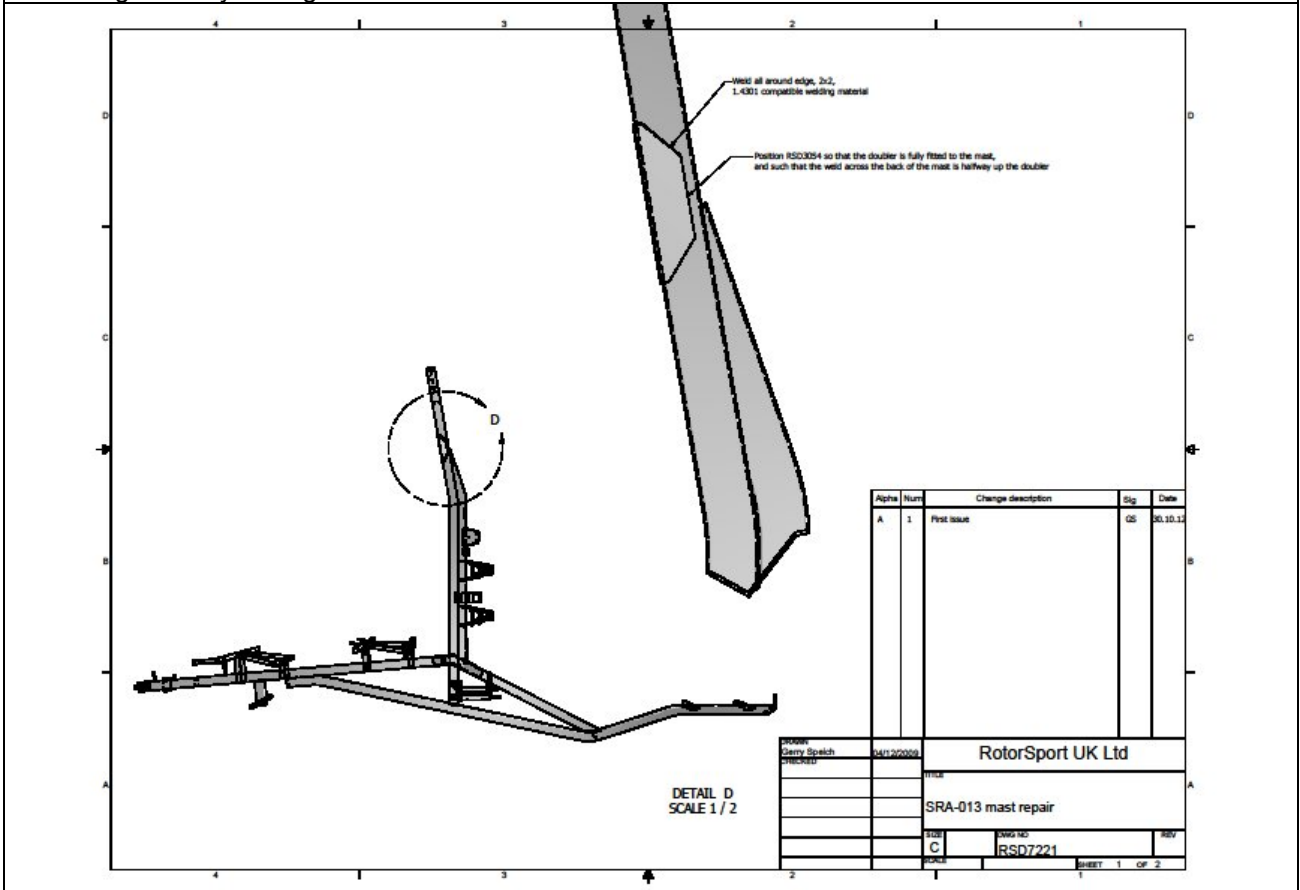 4 3 2 1
Weld all around edge, 2x2,
1.4301 compatible welding material
D D
Position RSD3054 so that the doubler is fully fitted to the mast,
and such that the weld across the back of the mast is halfway up the doubler
C C
D
Alpha Num Change description Sig Date
A 1 First issue GS 30.10.12
B B
DRAWN
Gerry Speich 04/12/2009
CHECKED
RotorSport UK Ltd
TITLE
SRA-013 mast repair
A A
DETAIL D
SCALE 1 / 2
SIZE DWG NO REV
C RSD7221
SCALE SHEET 1 OF 2
4 3 2 1